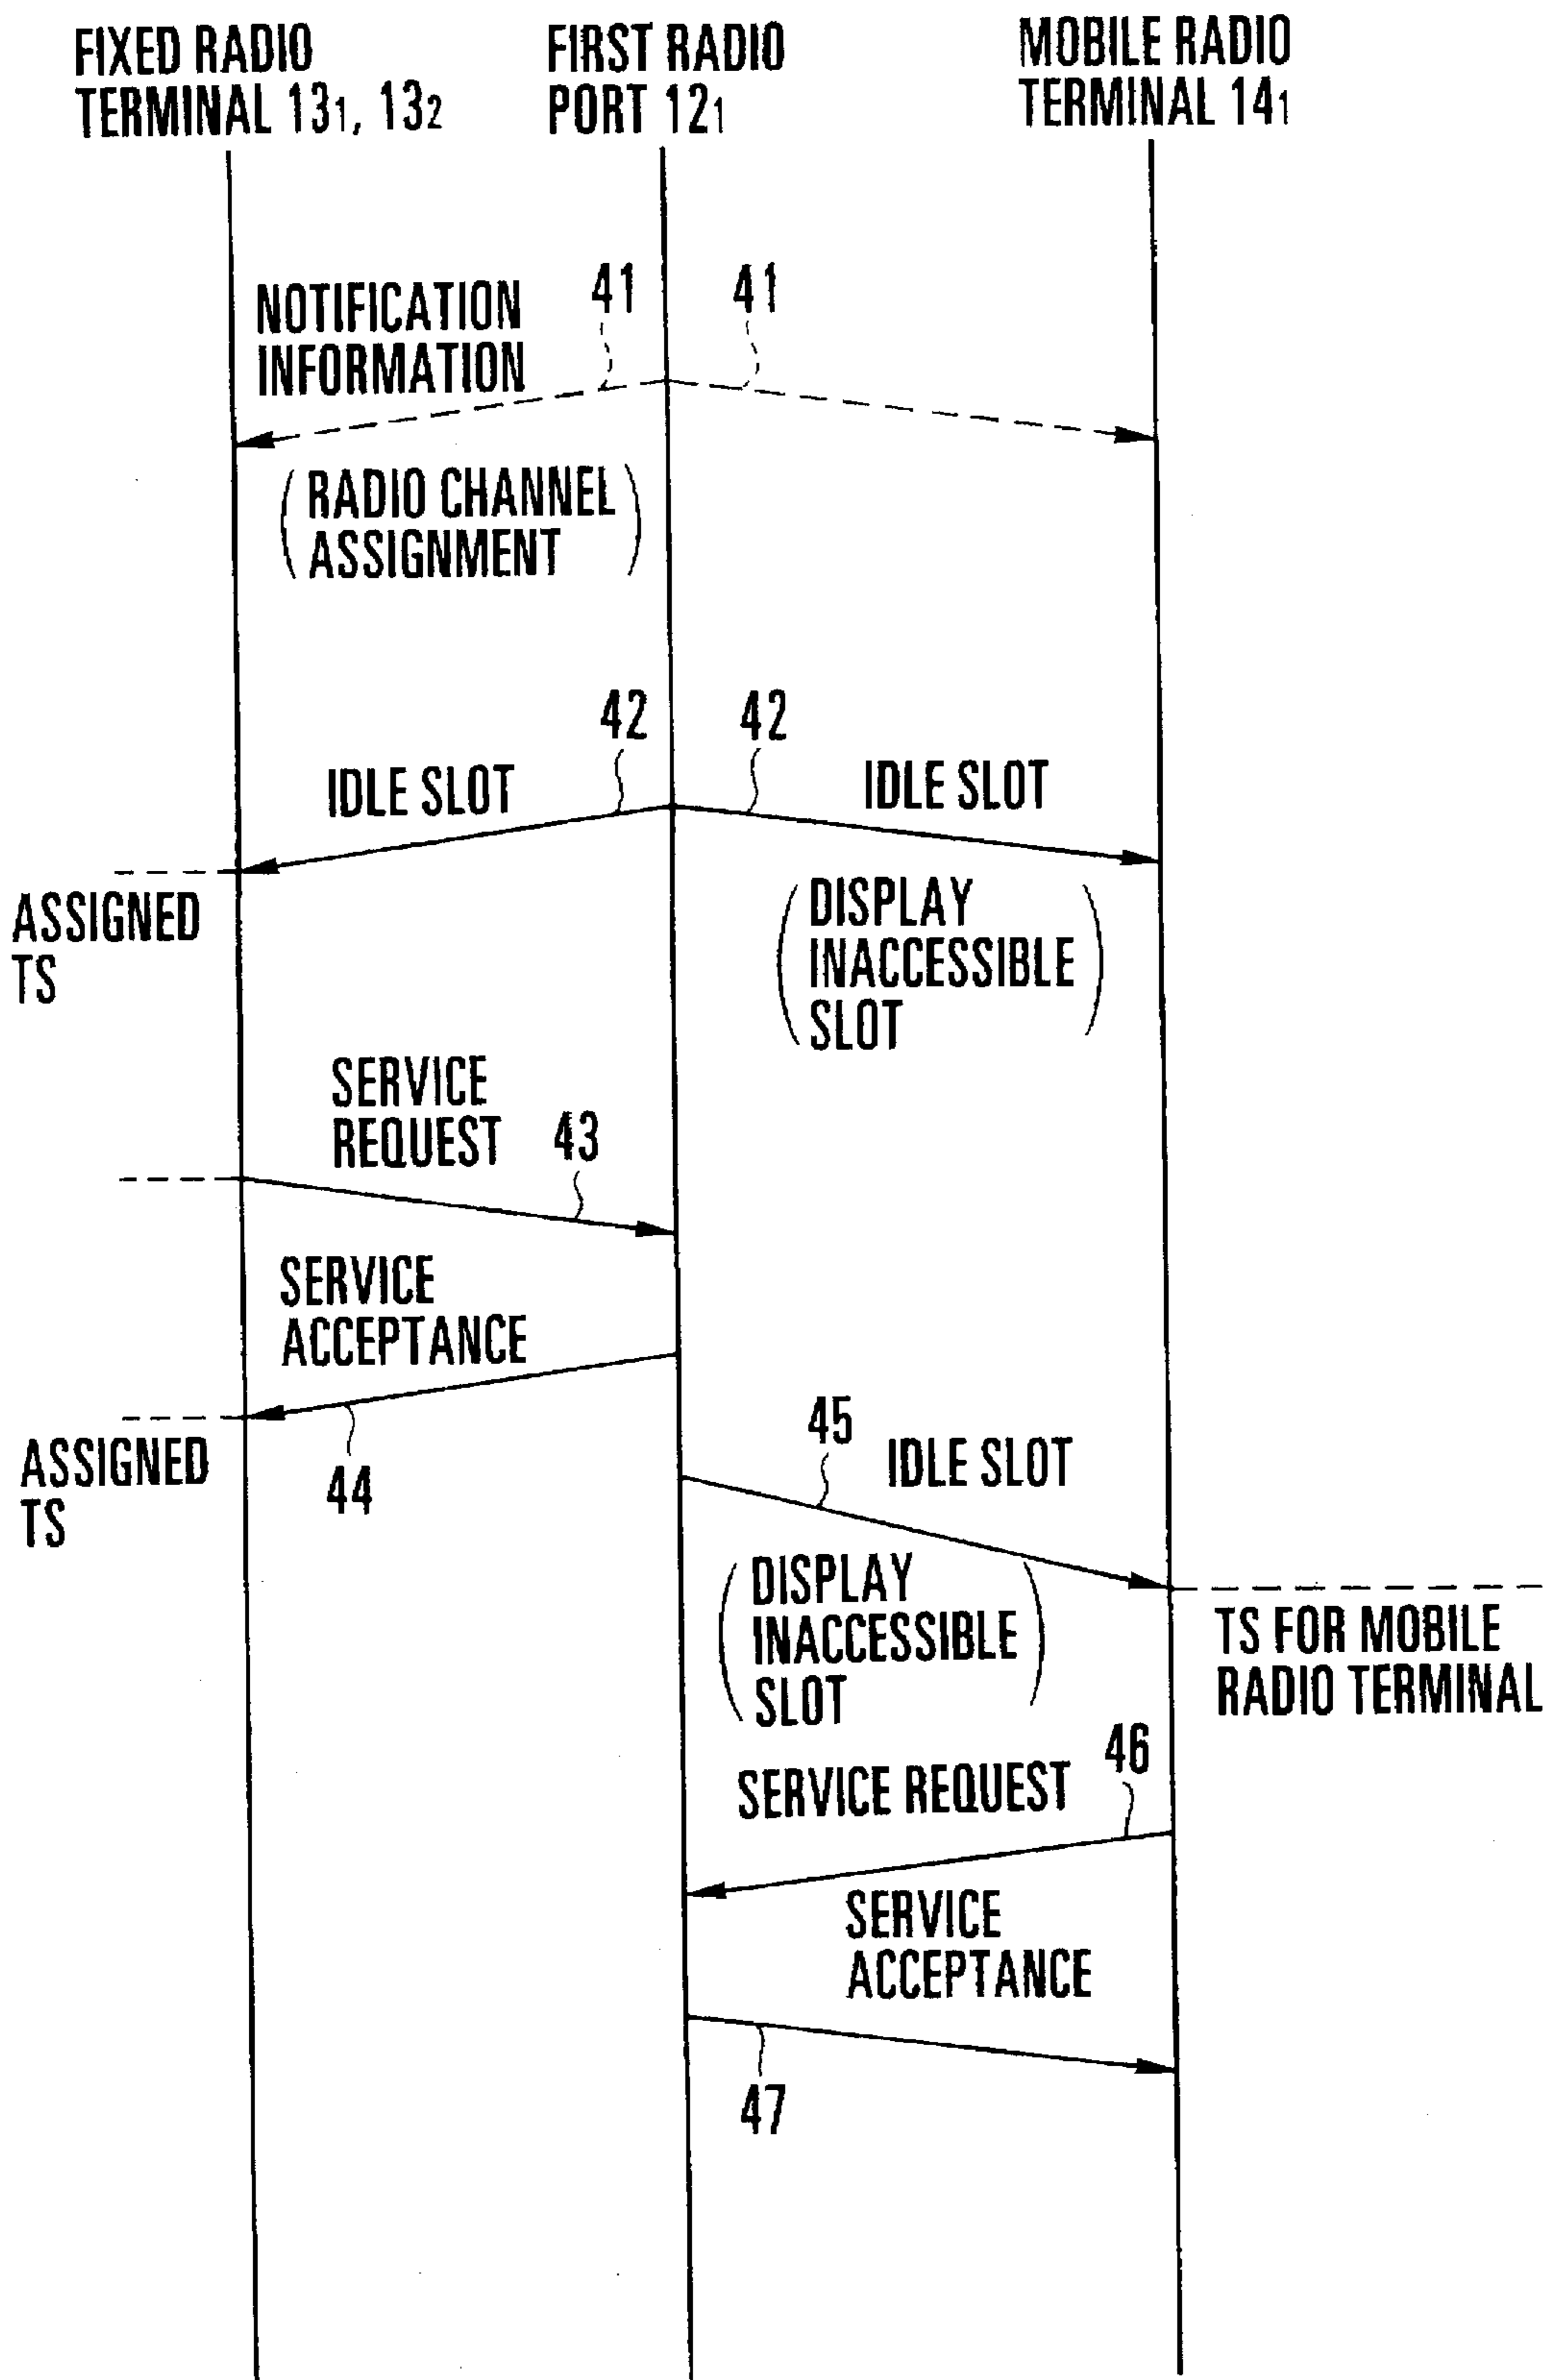 FIXED RADIO
TERMINAL 131, 132
FIRST RADIO
PORT 121
MOBILE RADIO
TERMINAL 141
NOTIFICATION
INFORMATION
41
41
( RADIO CHANNEL
ASSIGNMENT )
42
42
IDLE SLOT
IDLE SLOT
ASSIGNED
TS
( DISPLAY
INACCESSIBLE
SLOT )
SERVICE
REQUEST
43
SERVICE
ACCEPTANCE
ASSIGNED
TS
44
45
IDLE SLOT
( DISPLAY
INACCESSIBLE
SLOT )
TS FOR MOBILE
RADIO TERMINAL
46
SERVICE REQUEST
SERVICE
ACCEPTANCE
47